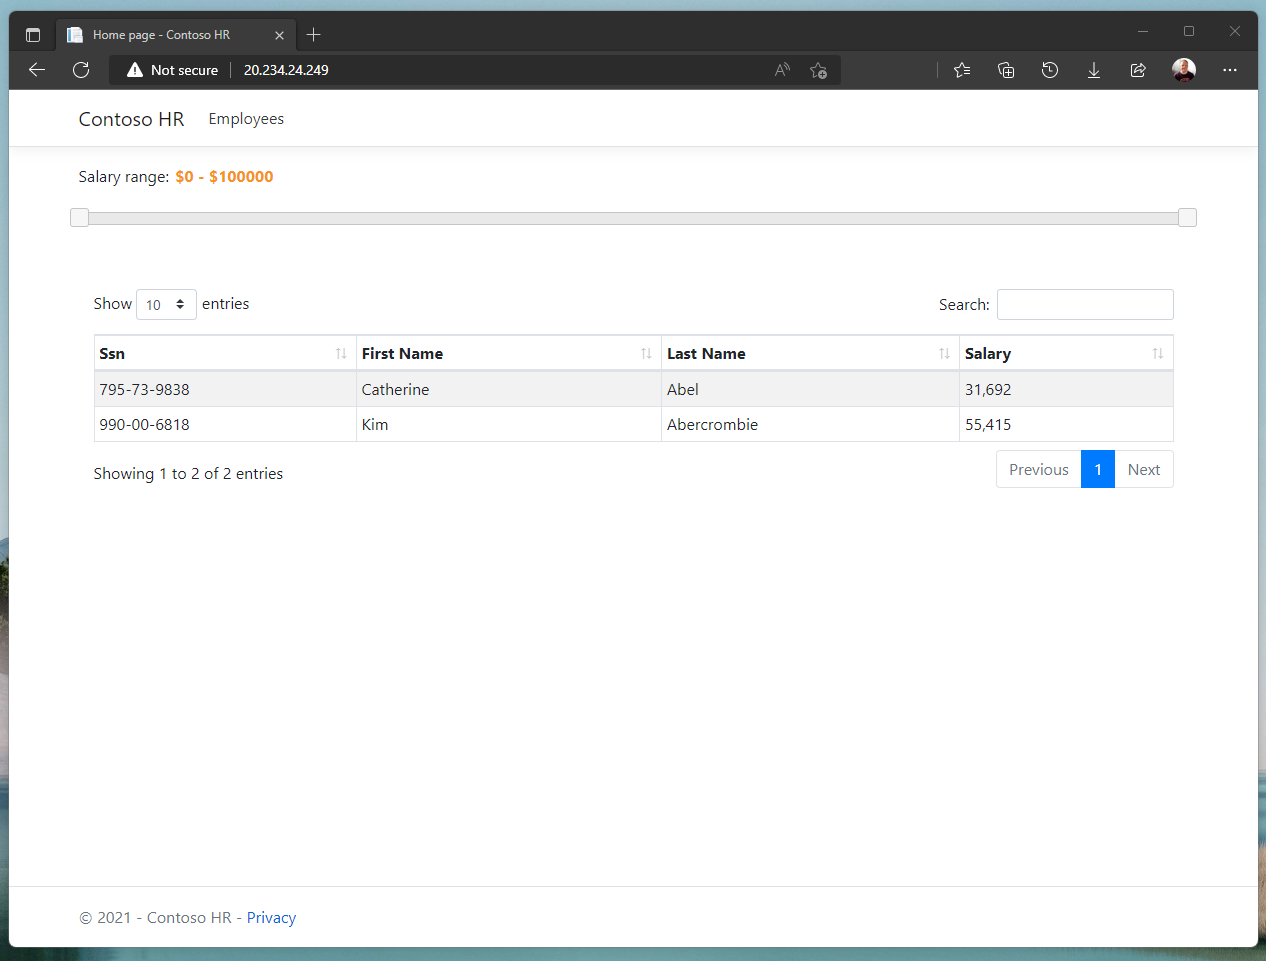 Home page - Contoso HR
Not secure 20.234.24.249
Contoso HR Employees
Salary range: $0 - $100000
Show 10 entries Search:
Ssn First Name Last Name Salary
795-73-9838 Catherine Abel 31,692
990-00-6818 Kim Abercrombie 55,415
Showing 1 to 2 of 2 entries Previous 1 Next
© 2021 - Contoso HR - Privacy